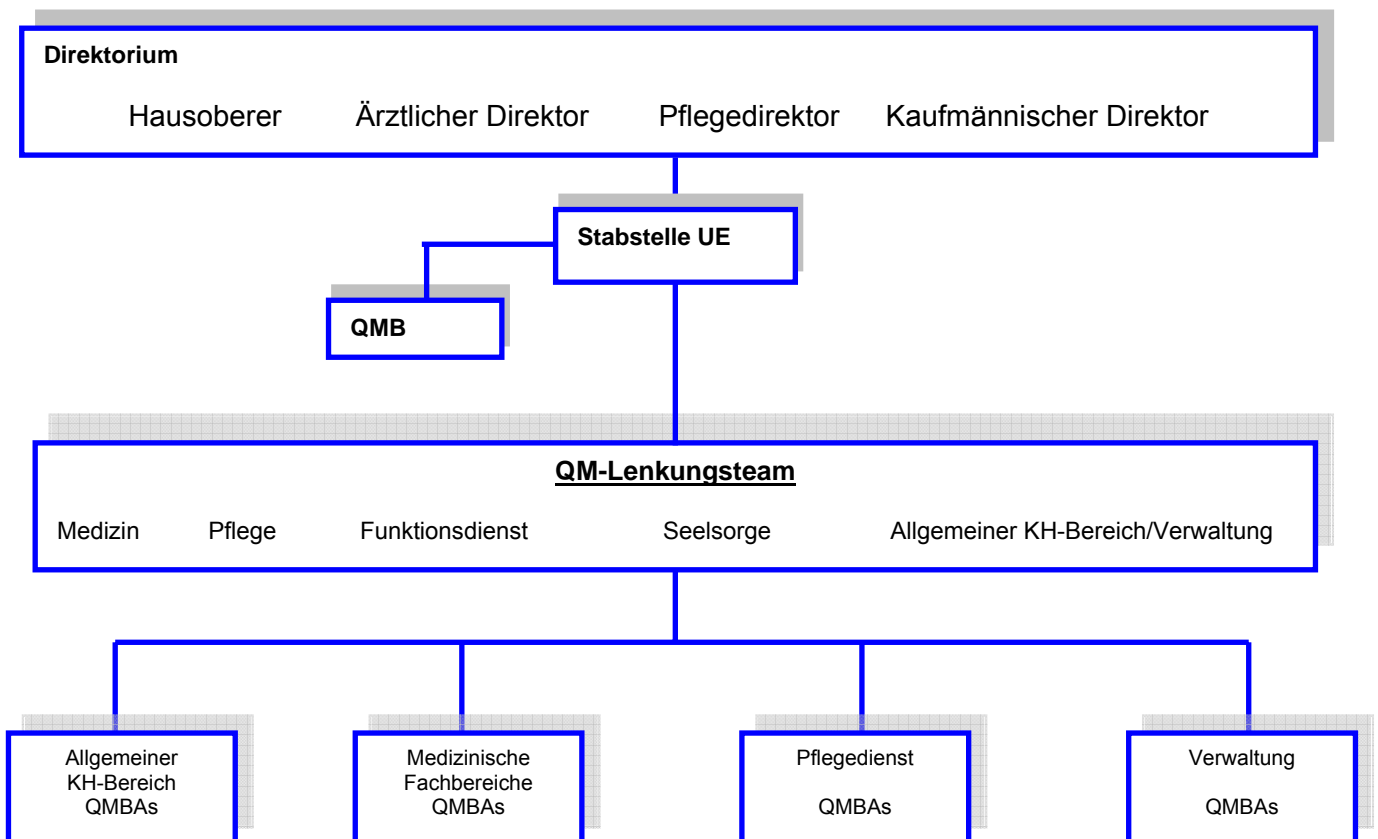 Direktorium
Hausoberer Ärztlicher Direktor Pflegedirektor Kaufmännischer Direktor
Stabstelle UE
QMB
QM-Lenkungsteam
Medizin Pflege Funktionsdienst Seelsorge Allgemeiner KH-Bereich/Verwaltung
Allgemeiner
KH-Bereich
QMBAs
Medizinische
Fachbereiche
QMBAs
Pflegedienst
QMBAs
Verwaltung
QMBAs